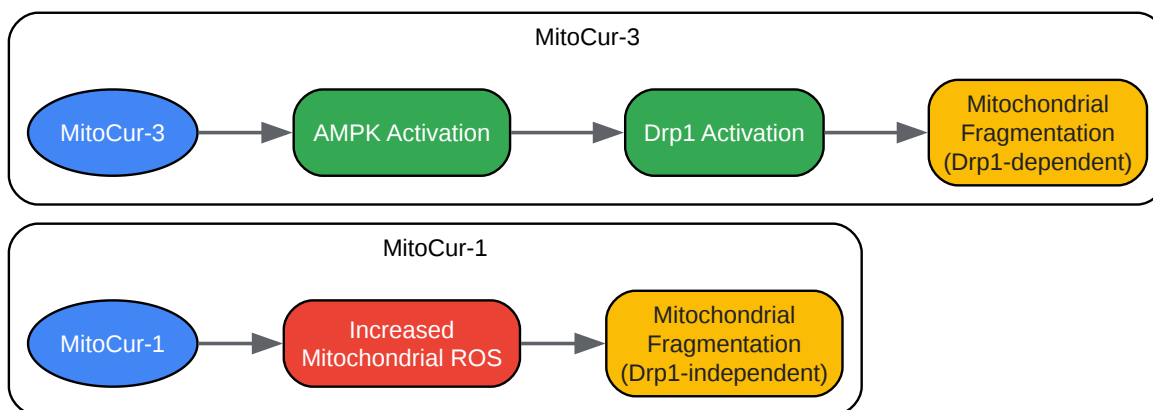 MitoCur-3
MitoCur-3
AMPK Activation
Drp1 Activation
Mitochondrial
Fragmentation
(Drp1-dependent)
MitoCur-1
MitoCur-1
Increased
Mitochondrial ROS
Mitochondrial
Fragmentation
(Drp1-independent)